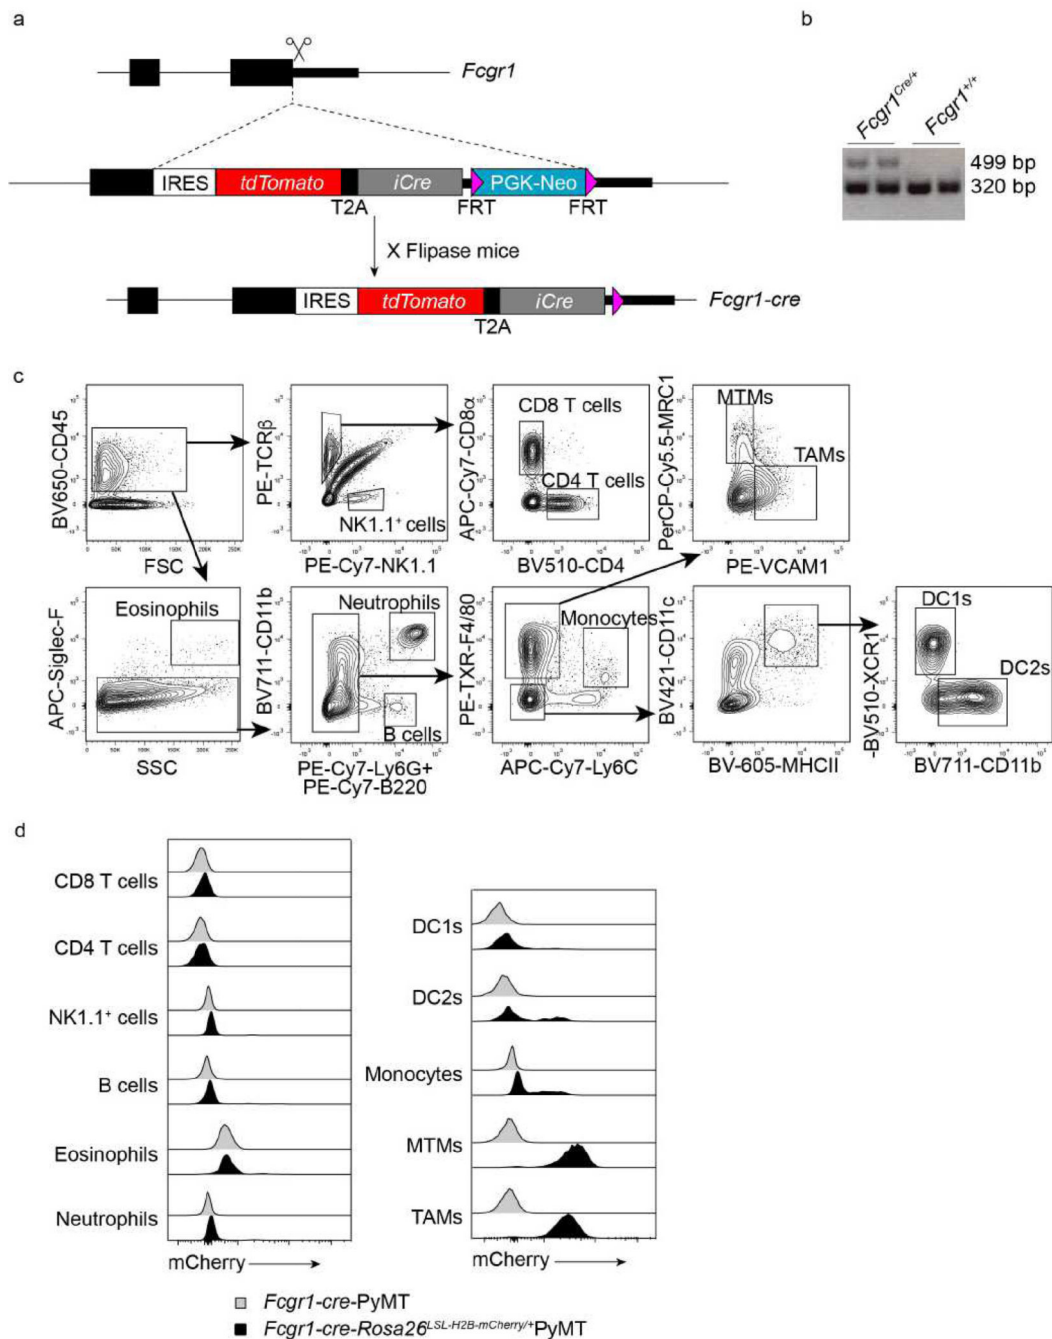 a
Fcgr1
IRES tdTomato iCre PGK-Neo
T2A FRT FRT
X Flipase mice
IRES tdTomato iCre Fcgr1-cre
T2A
b
Fcgr1Cre/+ Fcgr1+/+
499 bp
320 bp
c
BV650-CD45
FSC
PE-TCRβ
NK1.1+ cells
PE-Cy7-NK1.1
APC-Cy7-CD8α
CD8 T cells
CD4 T cells
BV510-CD4
PerCP-Cy5.5-MRC1
MTMs
TAMs
PE-VCAM1
APC-Siglec-F
Eosinophils
SSC
BV711-CD11b
Neutrophils
B cells
PE-Cy7-Ly6G+
PE-Cy7-B220
PE-TXR-F4/80
Monocytes
APC-Cy7-Ly6C
BV421-CD11c
BV-605-MHCII
-BV510-XCR1
DC1s
DC2s
BV711-CD11b
d
CD8 T cells
CD4 T cells
NK1.1+ cells
B cells
Eosinophils
Neutrophils
mCherry
DC1s
DC2s
Monocytes
MTMs
TAMs
mCherry
Fcgr1-cre-PyMT
Fcgr1-cre-Rosa26LSL-H2B-mCherry/+PyMT